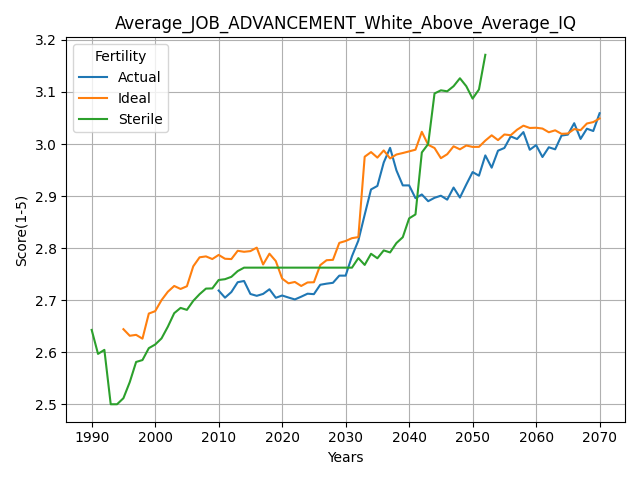 Average_JOB_ADVANCEMENT_White_Above_Average_IQ
Fertility
Actual
Ideal
Sterile
Score(1-5)
3.2
3.1
3.0
2.9
2.8
2.7
2.6
2.5
1990 2000 2010 2020 2030 2040 2050 2060 2070
Years